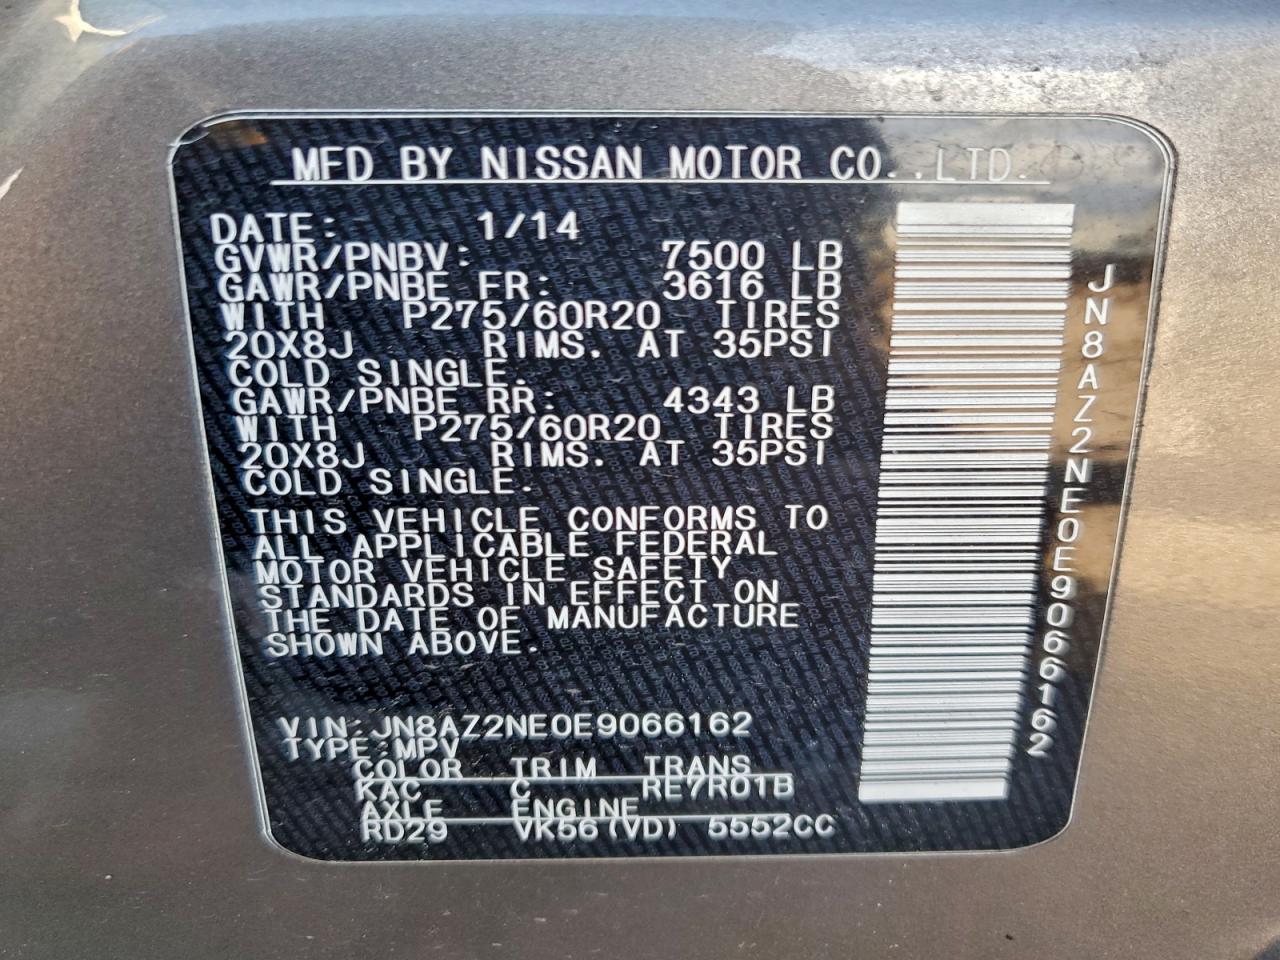 MFD BY NISSAN MOTOR CO.,LTD.
DATE: 1/14
GVWR/PNBV: 7500 LB
GAWR/PNBE FR: 3616 LB
WITH P275/60R20 TIRES
20X8J RIMS. AT 35PSI
COLD SINGLE.
GAWR/PNBE RR: 4343 LB
WITH P275/60R20 TIRES
20X8J RIMS. AT 35PSI
COLD SINGLE.
THIS VEHICLE CONFORMS TO
ALL APPLICABLE FEDERAL
MOTOR VEHICLE SAFETY
STANDARDS IN EFFECT ON
THE DATE OF MANUFACTURE
SHOWN ABOVE.
VIN:JN8AZ2NE0E9066162
TYPE:MPV
COLOR TRIM TRANS
KAC C RE7R01B
AXLE ENGINE
RD29 VK56(VD) 5552CC
JN8AZ2NE0E9066162